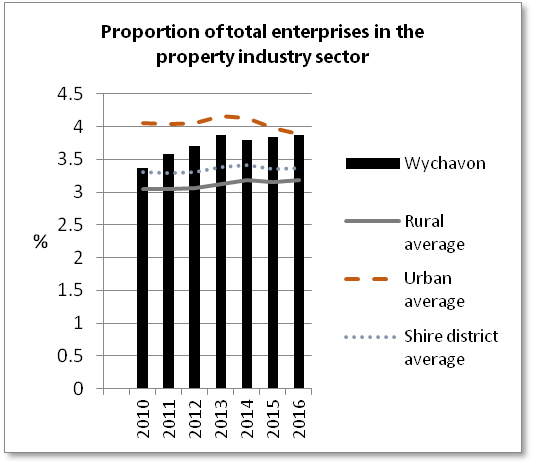 Proportion of total enterprises in the
property industry sector
4.5
4
3.5
3
2.5
2
1.5
1
0.5
0
%
2010
2011
2012
2013
2014
2015
2016
Wychavon
Rural
average
Urban
average
Shire district
average